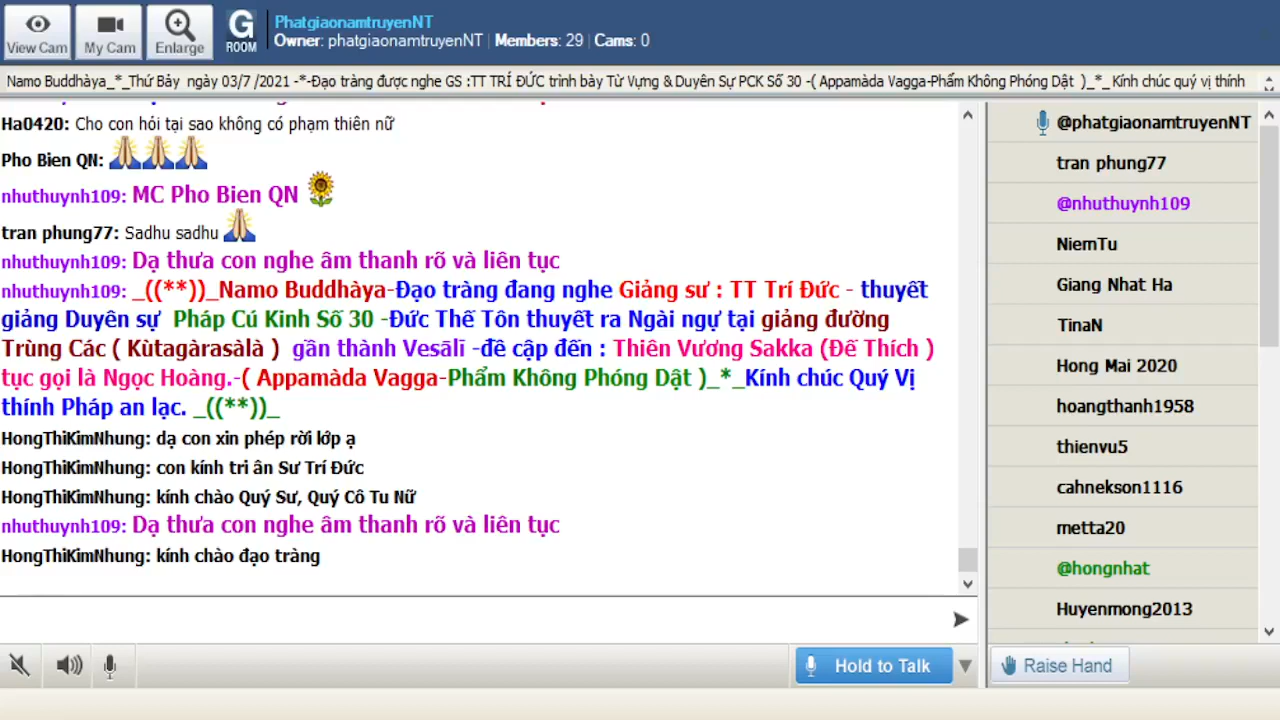 View Cam
My Cam
Enlarge
G
ROOM
PhatgiaonamtruyenNT
Owner: phatgiaonamtruyenNT | Members: 29 | Cams: 0
Namo Buddhàya_*_Thứ Bảy ngày 03/7 /2021 -*-Đạo tràng được nghe GS :TT TRÍ ĐỨC trình bày Từ Vựng & Duyên Sự PCK Số 30 -( Appamàda Vagga-Phẩm Không Phóng Dật )_*_Kính chúc quý vị thính
Ha0420: Cho con hỏi tại sao không có phạm thiên nữ
Pho Bien QN:
nhuthuynh109: MC Pho Bien QN
tran phung77: Sadhu sadhu
nhuthuynh109: Dạ thưa con nghe âm thanh rõ và liên tục
nhuthuynh109: _((**))_Namo Buddhàya-Đạo tràng đang nghe Giảng sư : TT Trí Đức - thuyết
giảng Duyên sự Pháp Cú Kinh Số 30 -Đức Thế Tôn thuyết ra Ngài ngự tại giảng đường
Trùng Các ( Kùtagàrasàlà ) gần thành Vesālī -đề cập đến : Thiên Vương Sakka (Đế Thích )
tục gọi là Ngọc Hoàng.-( Appamàda Vagga-Phẩm Không Phóng Dật )_*_Kính chúc Quý Vị
thính Pháp an lạc. _((**))_
HongThiKimNhung: dạ con xin phép rời lớp ạ
HongThiKimNhung: con kính tri ân Sư Trí Đức
HongThiKimNhung: kính chào Quý Sư, Quý Cô Tu Nữ
nhuthuynh109: Dạ thưa con nghe âm thanh rõ và liên tục
HongThiKimNhung: kính chào đạo tràng
@phatgiaonamtruyenNT
tran phung77
@nhuthuynh109
NiemTu
Giang Nhat Ha
TinaN
Hong Mai 2020
hoangthanh1958
thienvu5
cahnekson1116
metta20
@hongnhat
Huyenmong2013
Hold to Talk
Raise Hand